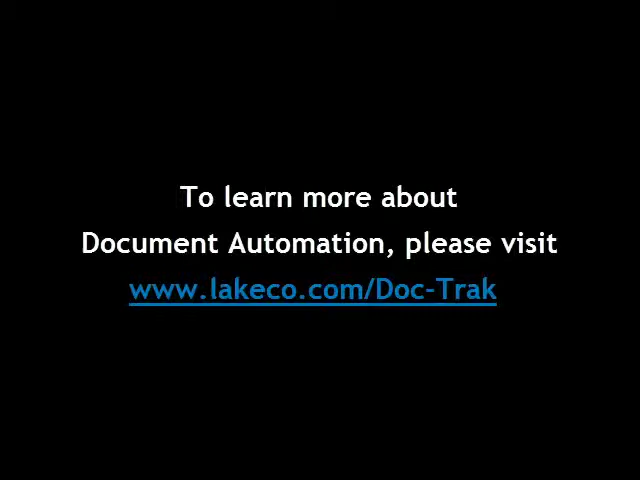 To learn more about
Document Automation, please visit
www.lakeco.com/Doc-Trak